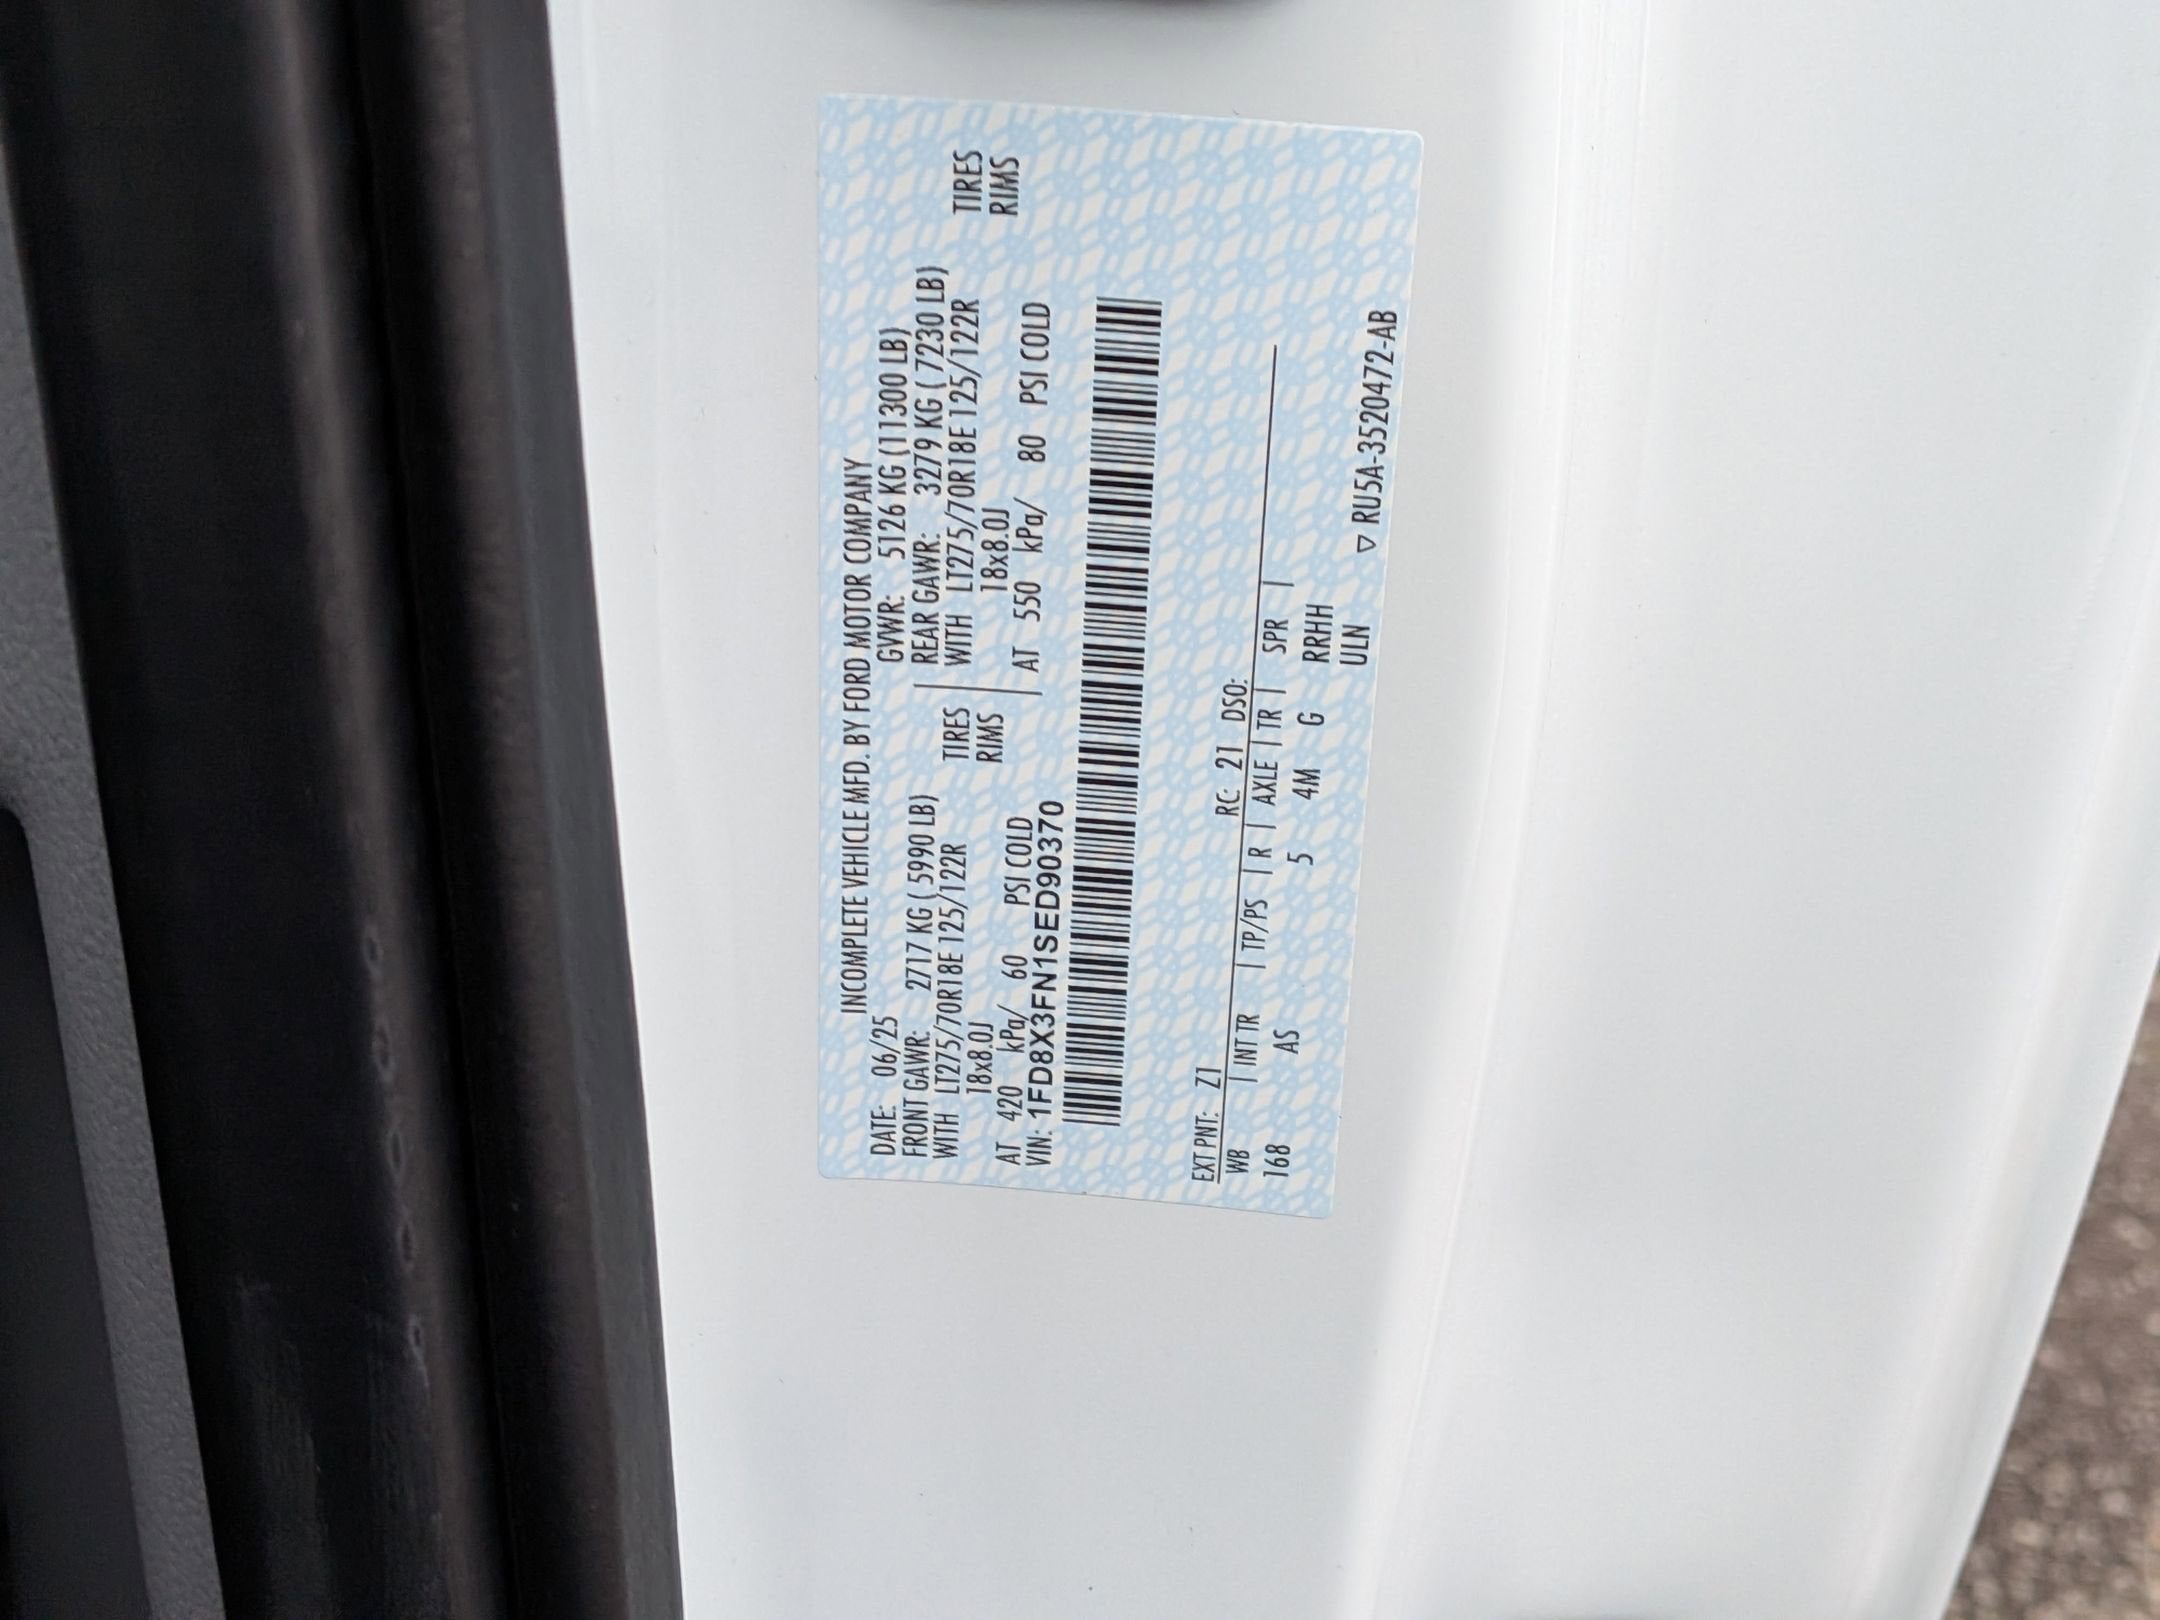 INCOMPLETE VEHICLE MFD. BY FORD MOTOR COMPANY
DATE: 06/25 GVWR: 5126 KG (11300 LB)
FRONT GAWR: 2717 KG ( 5990 LB) REAR GAWR: 3279 KG ( 7230 LB)
WITH LT275/70R18E 125/122R TIRES WITH LT275/70R18E 125/122R TIRES
18x8.0J RIMS 18x8.0J RIMS
AT 420 kPa/ 60 PSI COLD AT 550 kPa/ 80 PSI COLD
VIN: 1FD8X3FN1SED90370
EXT PNT: Z1 RC: 21 DSO:
WB | INT TR | TP/PS | R | AXLE | TR | SPR |
168 AS 5 4M G RRHH
ULN
▽ RU5A-3520472-AB